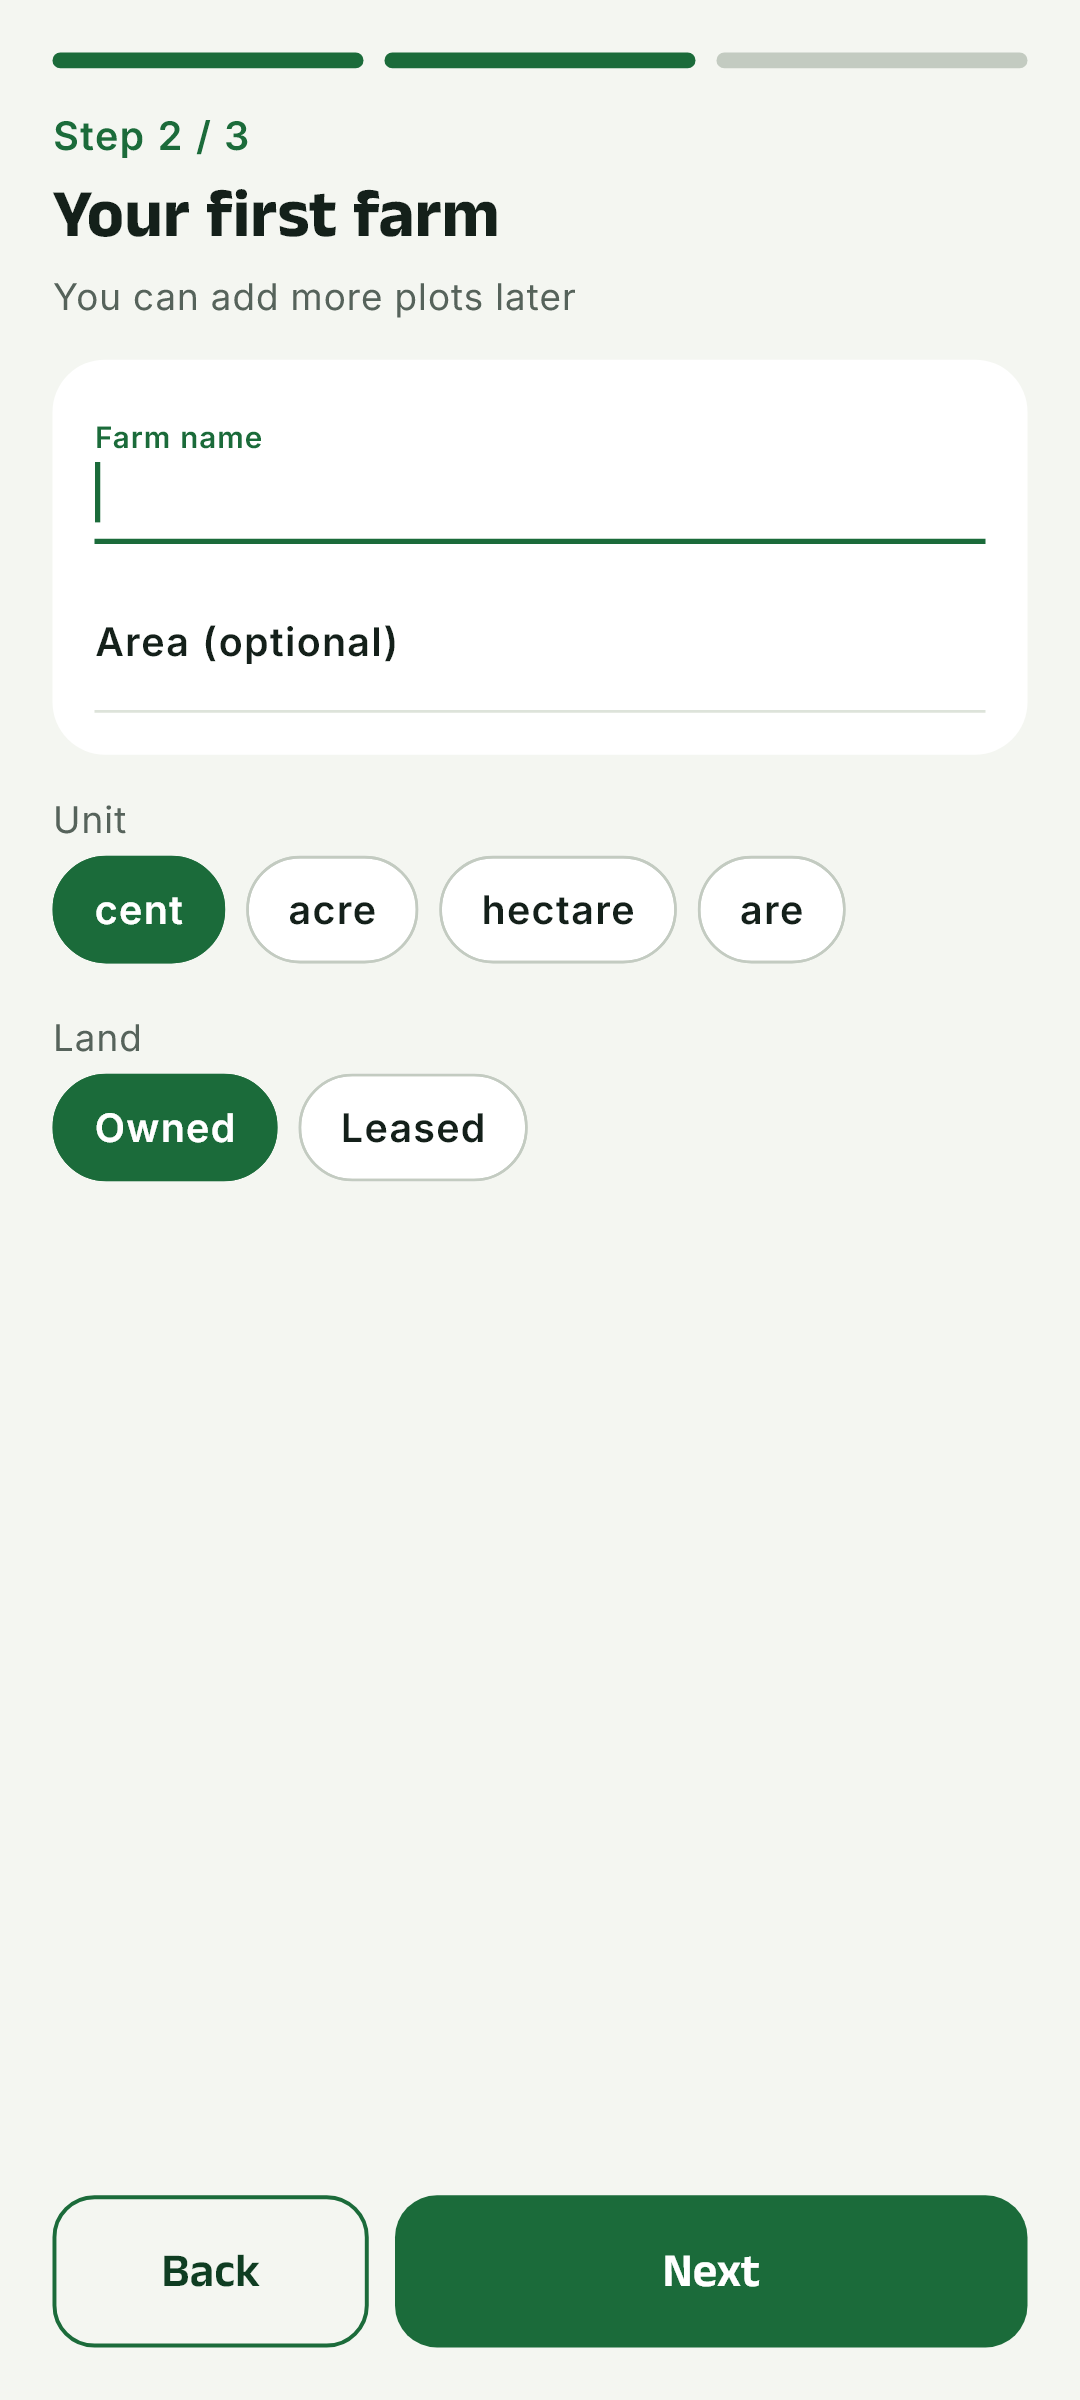 Step 2 / 3
Your first farm
You can add more plots later
Farm name
Area (optional)
Unit
cent acre hectare are
Land
Owned Leased
Back Next